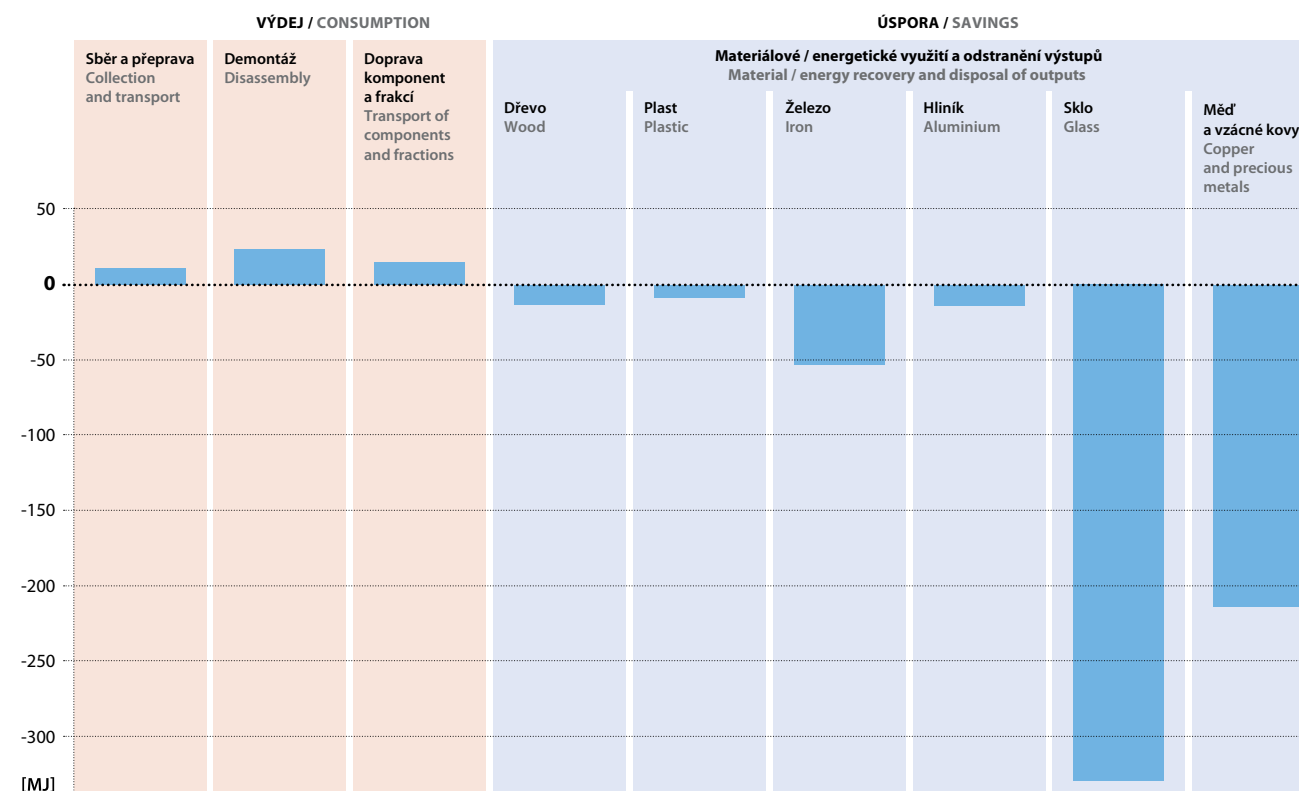 VÝDEJ / CONSUMPTION
ÚSPORA / SAVINGS
Sběr a přeprava
Collection
and transport
Demontáž
Disassembly
Doprava
komponent
a frakcí
Transport of
components
and fractions
Materiálové / energetické využití a odstranění výstupů
Material / energy recovery and disposal of outputs
Dřevo
Wood
Plast
Plastic
Železo
Iron
Hliník
Aluminium
Sklo
Glass
Měď
a vzácné kovy
Copper
and precious
metals
50
0
-50
-100
-150
-200
-250
-300
[MJ]